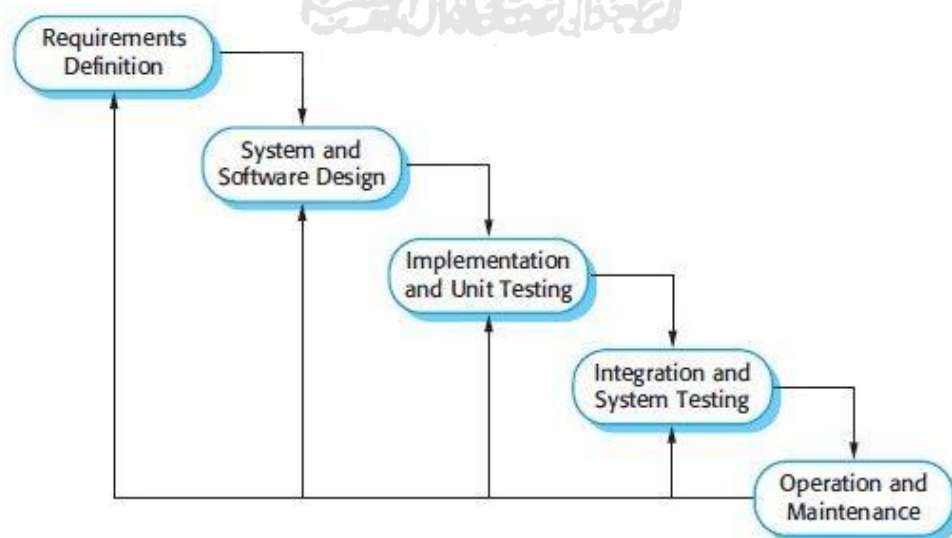 Requirements
Definition
System and
Software Design
Implementation
and Unit Testing
Integration and
System Testing
Operation and
Maintenance